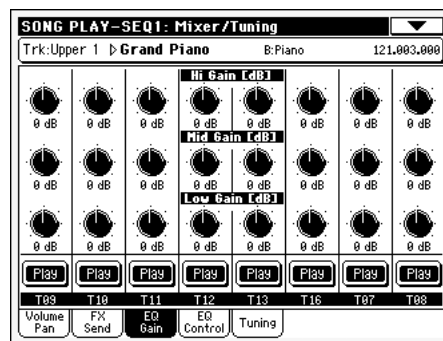 SONG PLAY-SEQ1: Mixer/Tuning
Trk:Upper 1 Grand Piano B:Piano 121.003.000
Hi Gain [dB]
0 dB 0 dB 0 dB 0 dB 0 dB 0 dB 0 dB 0 dB
Mid Gain [dB]
0 dB 0 dB 0 dB 0 dB 0 dB 0 dB 0 dB 0 dB
Low Gain [dB]
0 dB 0 dB 0 dB 0 dB 0 dB 0 dB 0 dB 0 dB
Play Play Play Play Play Play Play Play
T09 T10 T11 T12 T13 T16 T07 T08
Volume Pan FX Send EQ Gain EQ Control Tuning